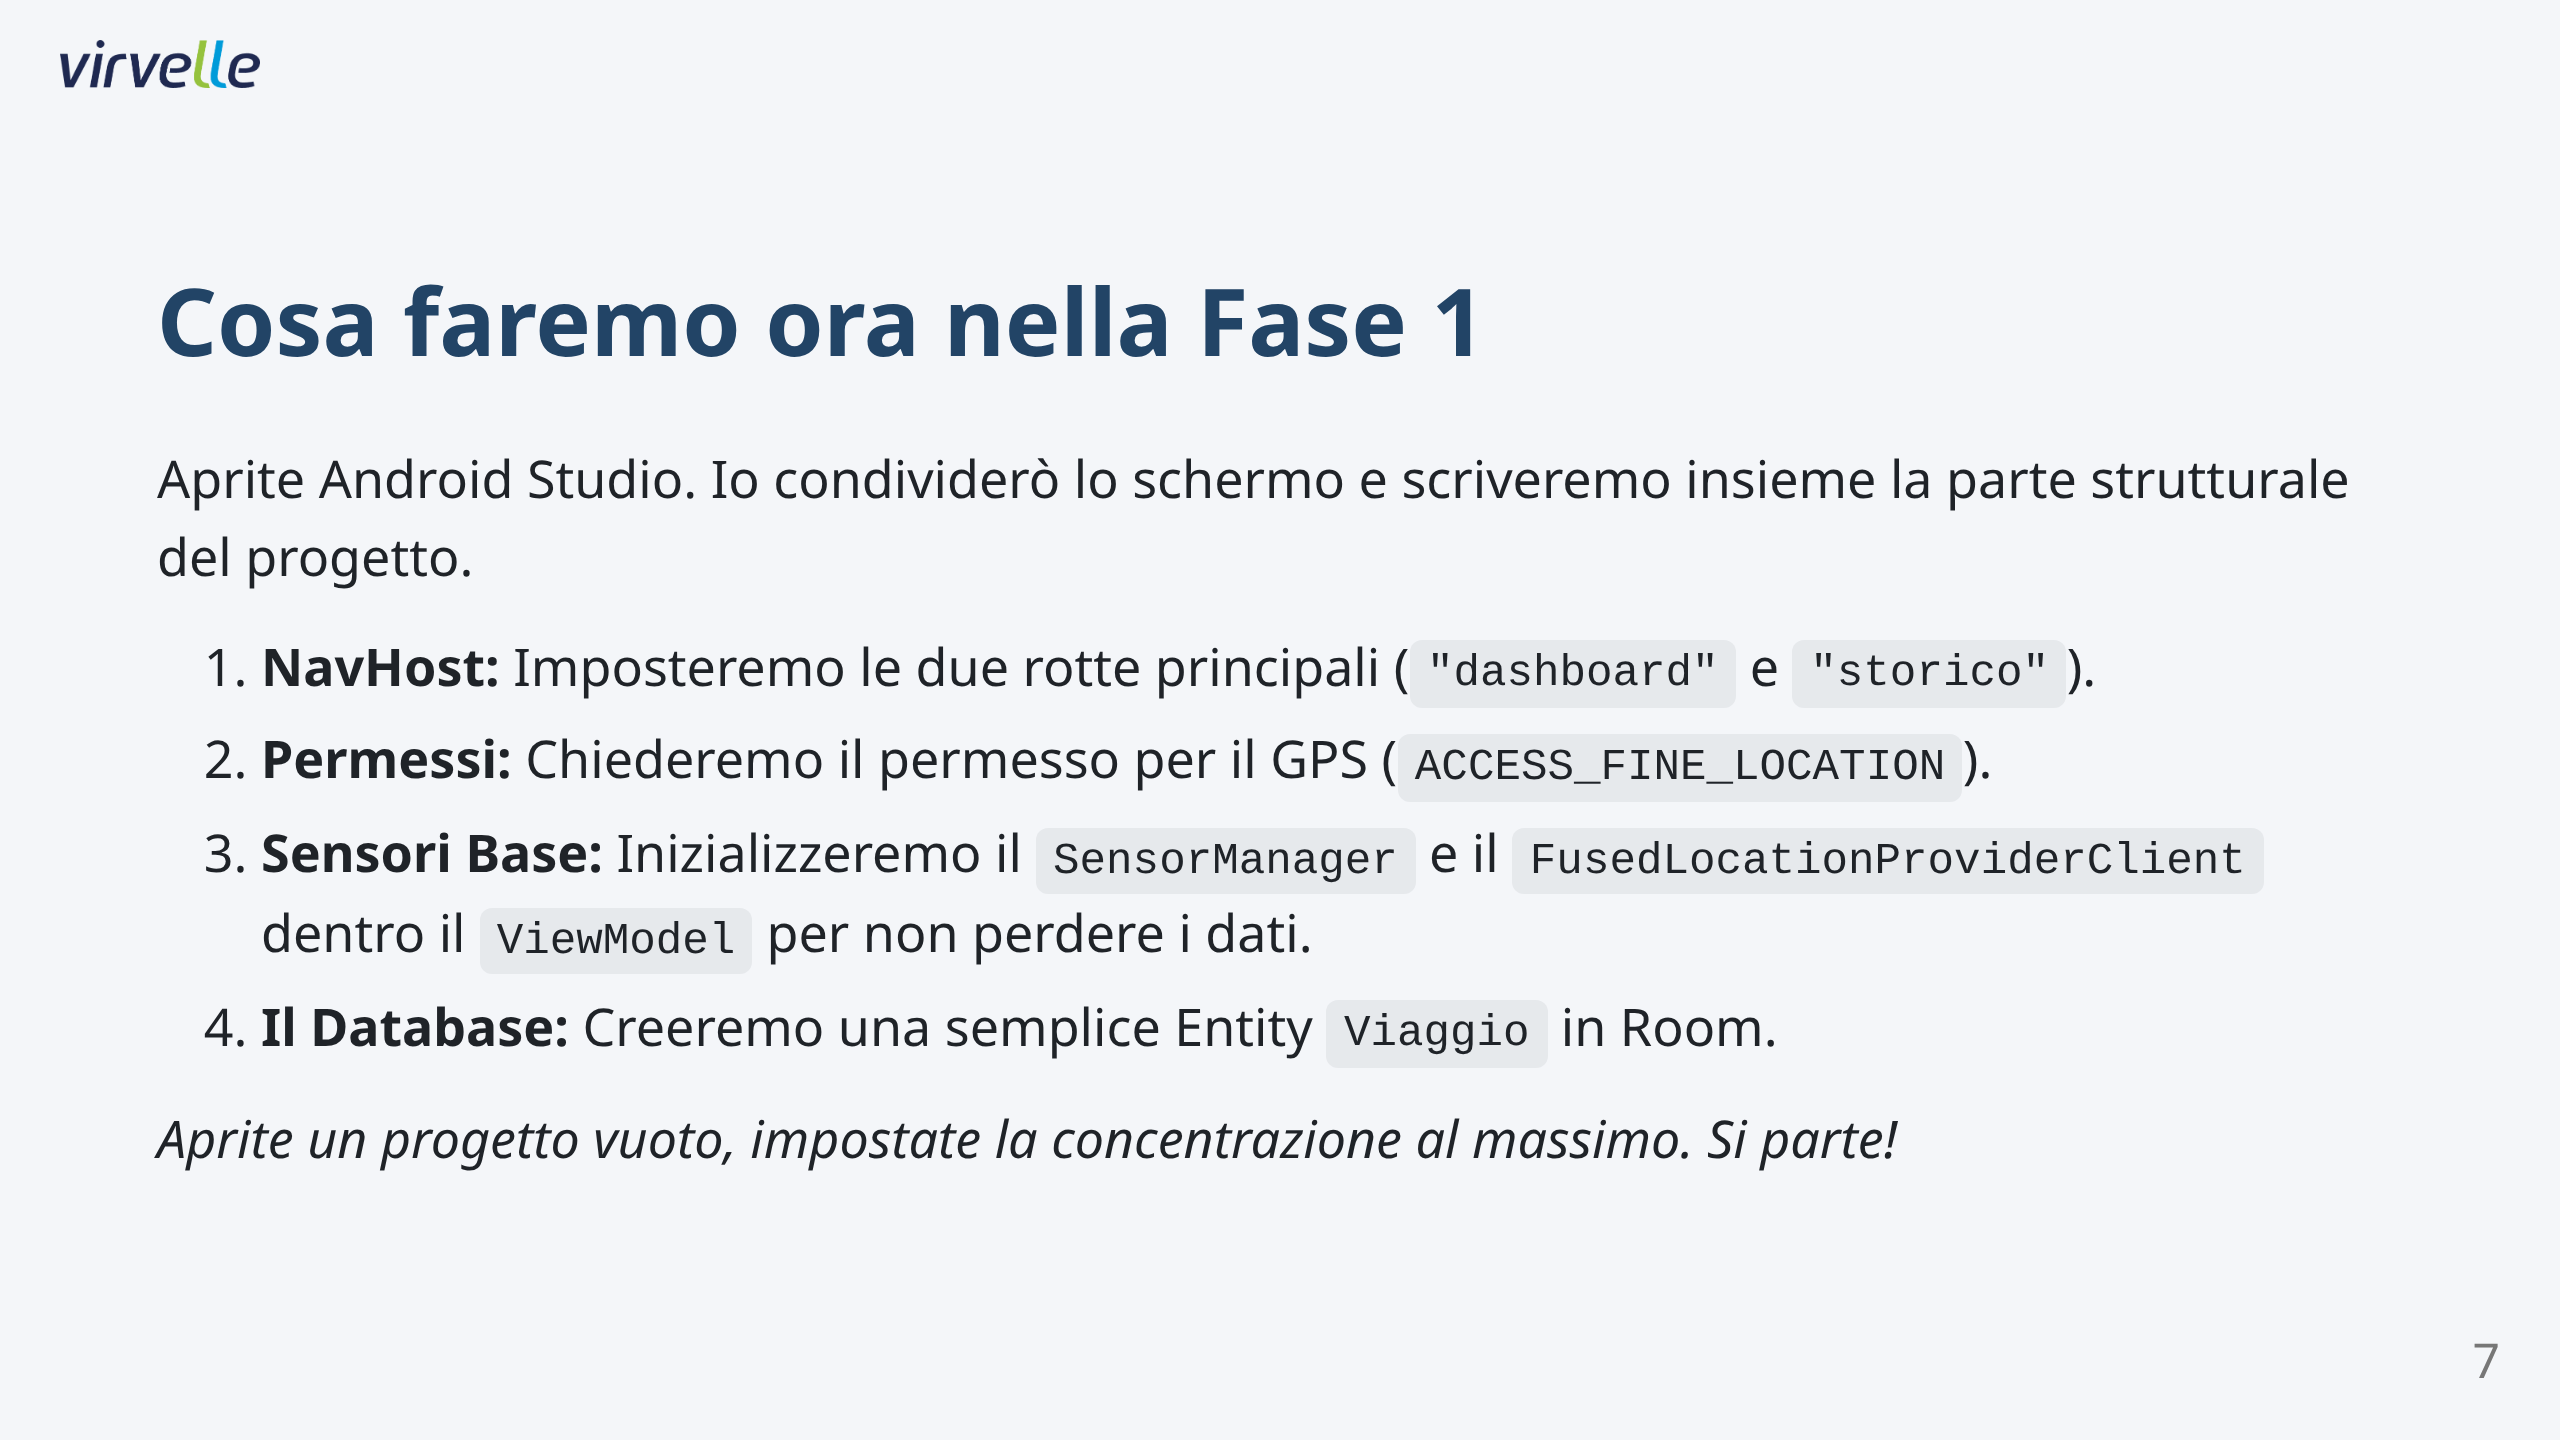 virvelle
Cosa faremo ora nella Fase 1
Aprite Android Studio. Io condividerò lo schermo e scriveremo insieme la parte strutturale
del progetto.
1. NavHost: Imposteremo le due rotte principali ("dashboard" e "storico").
2. Permessi: Chiederemo il permesso per il GPS (ACCESS_FINE_LOCATION).
3. Sensori Base: Inizializzeremo il SensorManager e il FusedLocationProviderClient
dentro il ViewModel per non perdere i dati.
4. Il Database: Creeremo una semplice Entity Viaggio in Room.
Aprite un progetto vuoto, impostate la concentrazione al massimo. Si parte!
7